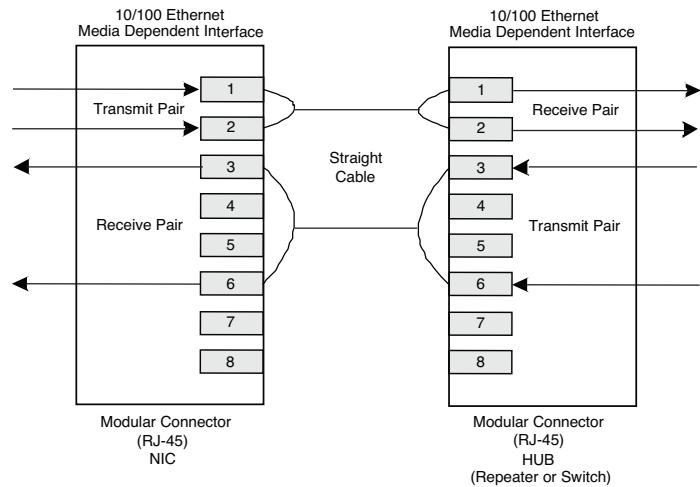 10/100 Ethernet
Media Dependent Interface
1
Transmit Pair
2
3
4
Receive Pair
5
6
7
8
Modular Connector
(RJ-45)
NIC
Straight
Cable
10/100 Ethernet
Media Dependent Interface
1
Receive Pair
2
3
4
Transmit Pair
5
6
7
8
Modular Connector
(RJ-45)
HUB
(Repeater or Switch)